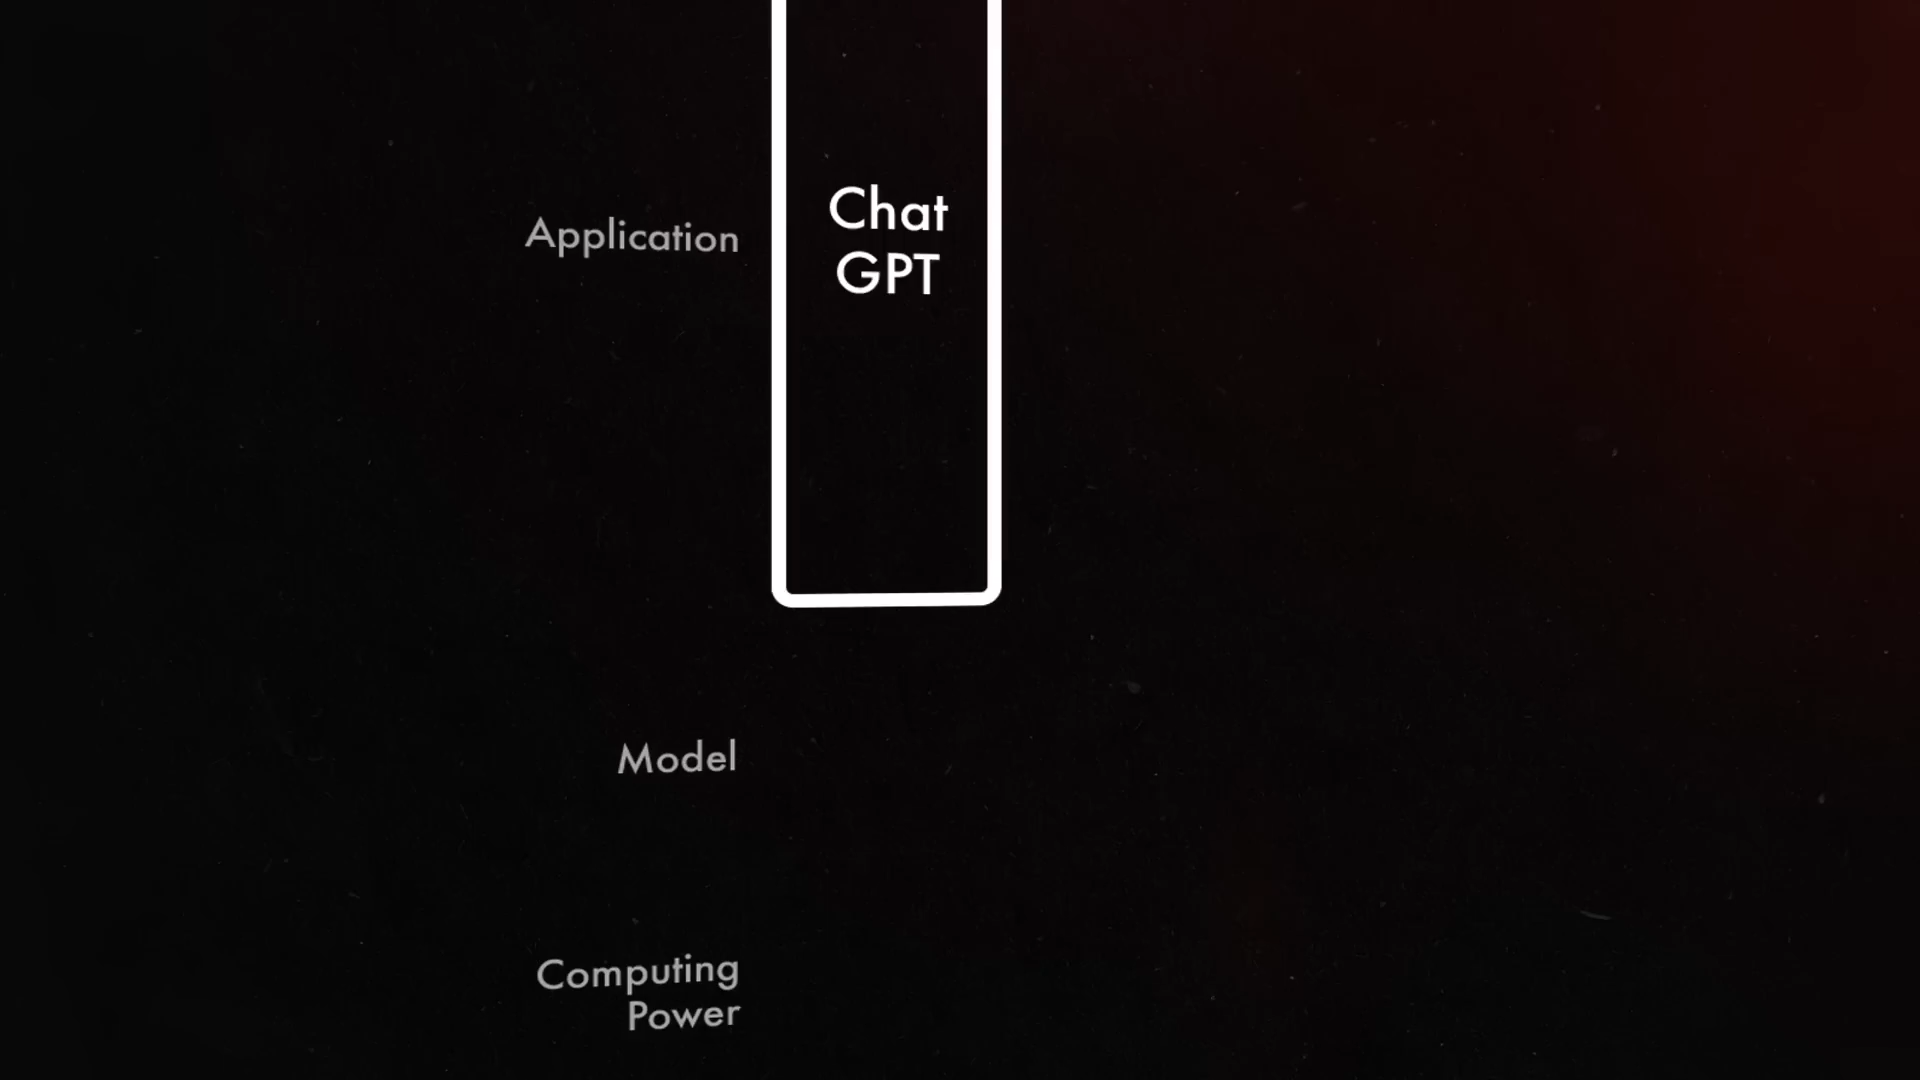 Application
Chat
GPT
Model
Computing
Power